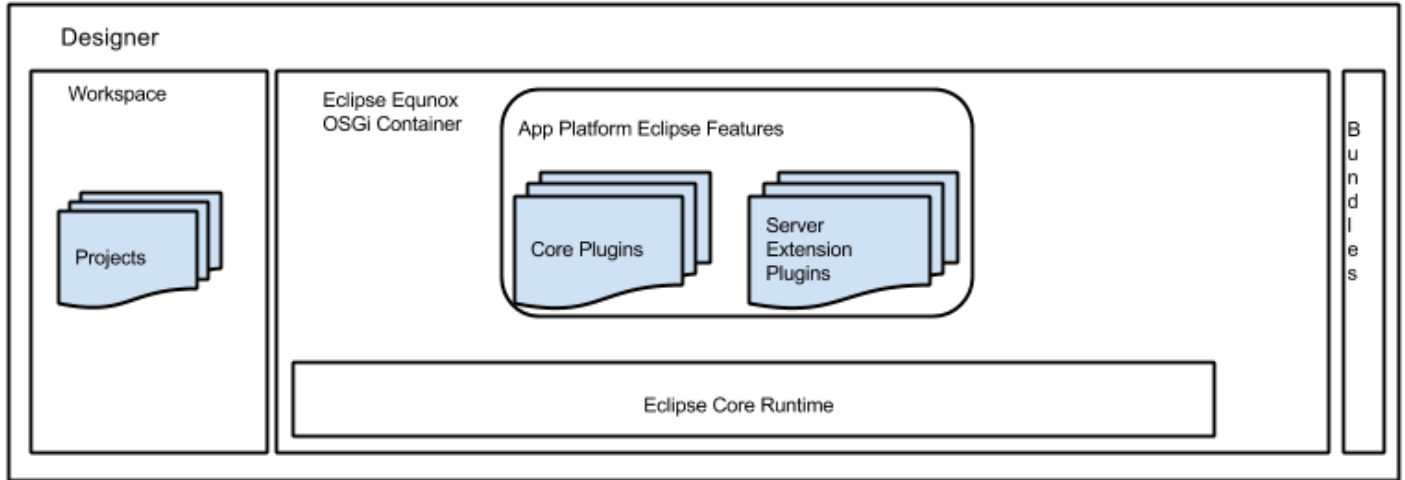 Designer
Workspace
Projects
Eclipse Equnox
OSGi Container
App Platform Eclipse Features
Core Plugins
Server
Extension
Plugins
Eclipse Core Runtime
Bundles